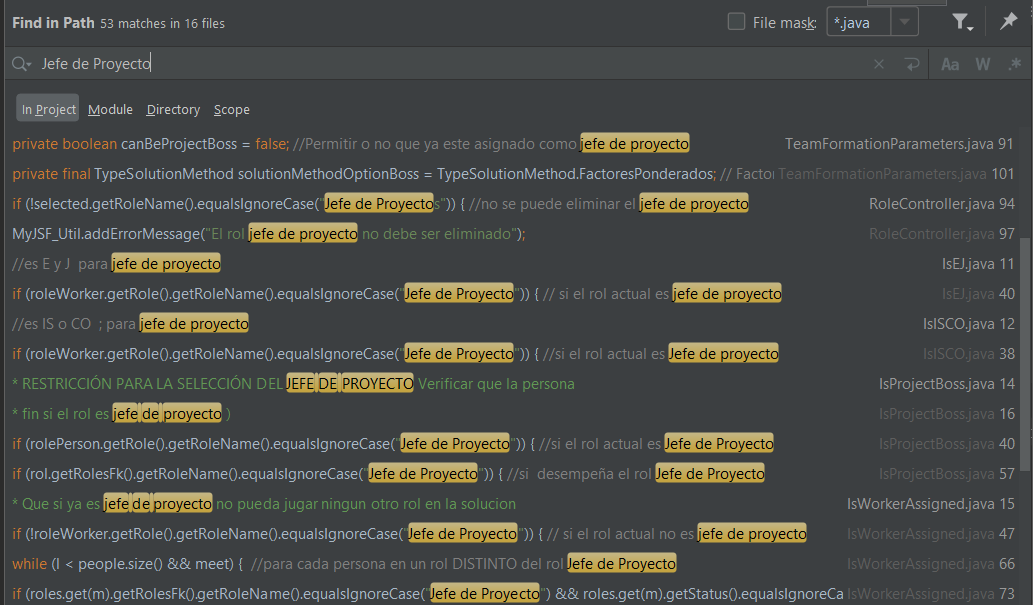 Find in Path 53 matches in 16 files File mask: *.java
Jefe de Proyecto Aa W .*
In Project Module Directory Scope
private boolean canBeProjectBoss = false; //Permitir o no que ya este asignado como jefe de proyecto TeamFormationParameters.java 91
private final TypeSolutionMethod solutionMethodOptionBoss = TypeSolutionMethod.FactoresPonderados; // Factor TeamFormationParameters.java 101
if (!selected.getRoleName().equalsIgnoreCase("Jefe de Proyectos")) { //no se puede eliminar el jefe de proyecto RoleController.java 94
MyJSF_Util.addErrorMessage("El rol jefe de proyecto no debe ser eliminado"); RoleController.java 97
//es E y J para jefe de proyecto IsEJ.java 11
if (roleWorker.getRole().getRoleName().equalsIgnoreCase("Jefe de Proyecto")) { // si el rol actual es jefe de proyecto IsEJ.java 40
//es IS o CO ; para jefe de proyecto IsISCO.java 12
if (roleWorker.getRole().getRoleName().equalsIgnoreCase("Jefe de Proyecto")) { //si el rol actual es Jefe de proyecto IsISCO.java 38
* RESTRICCIÓN PARA LA SELECCIÓN DEL JEFE DE PROYECTO Verificar que la persona IsProjectBoss.java 14
* fin si el rol es jefe de proyecto ) IsProjectBoss.java 16
if (rolePerson.getRole().getRoleName().equalsIgnoreCase("Jefe de Proyecto")) { //si el rol actual es Jefe de proyecto IsProjectBoss.java 40
if (rol.getRolesFk().getRoleName().equalsIgnoreCase("Jefe de Proyecto")) { //si desempeña el rol Jefe de Proyecto IsProjectBoss.java 57
* Que si ya es jefe de proyecto no pueda jugar ningun otro rol en la solucion IsWorkerAssigned.java 15
if (!roleWorker.getRole().getRoleName().equalsIgnoreCase("Jefe de Proyecto")) { // si el rol actual no es jefe de proyecto IsWorkerAssigned.java 47
while (l < people.size() && meet) { //para cada persona en un rol DISTINTO del rol Jefe de Proyecto IsWorkerAssigned.java 66
if (roles.get(m).getRolesFk().getRoleName().equalsIgnoreCase("Jefe de Proyecto") && roles.get(m).getStatus().equalsIgnoreCa IsWorkerAssigned.java 73